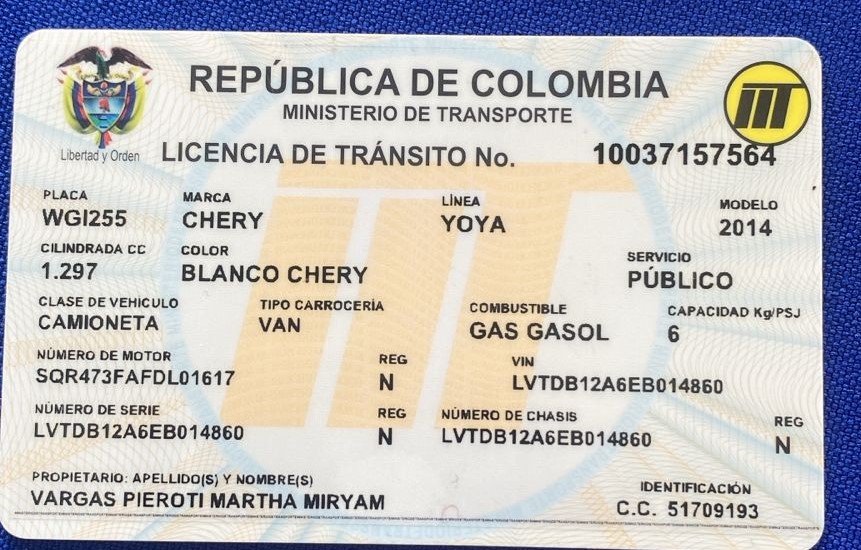 REPÚBLICA DE COLOMBIA
MINISTERIO DE TRANSPORTE
Libertad y Orden
LICENCIA DE TRÁNSITO No. 10037157564
PLACA MARCA LÍNEA MODELO
WGI255 CHERY YOYA 2014
CILINDRADA CC COLOR SERVICIO
1.297 BLANCO CHERY PÚBLICO
CLASE DE VEHICULO TIPO CARROCERÍA COMBUSTIBLE CAPACIDAD Kg/PSJ
CAMIONETA VAN GAS GASOL 6
NÚMERO DE MOTOR REG VIN
SQR473FAFDL01617 N LVTDB12A6EB014860
NÚMERO DE SERIE REG NÚMERO DE CHASIS REG
LVTDB12A6EB014860 N LVTDB12A6EB014860 N
PROPIETARIO: APELLIDO(S) Y NOMBRE(S) IDENTIFICACIÓN
VARGAS PIEROTI MARTHA MIRYAM C.C. 51709193